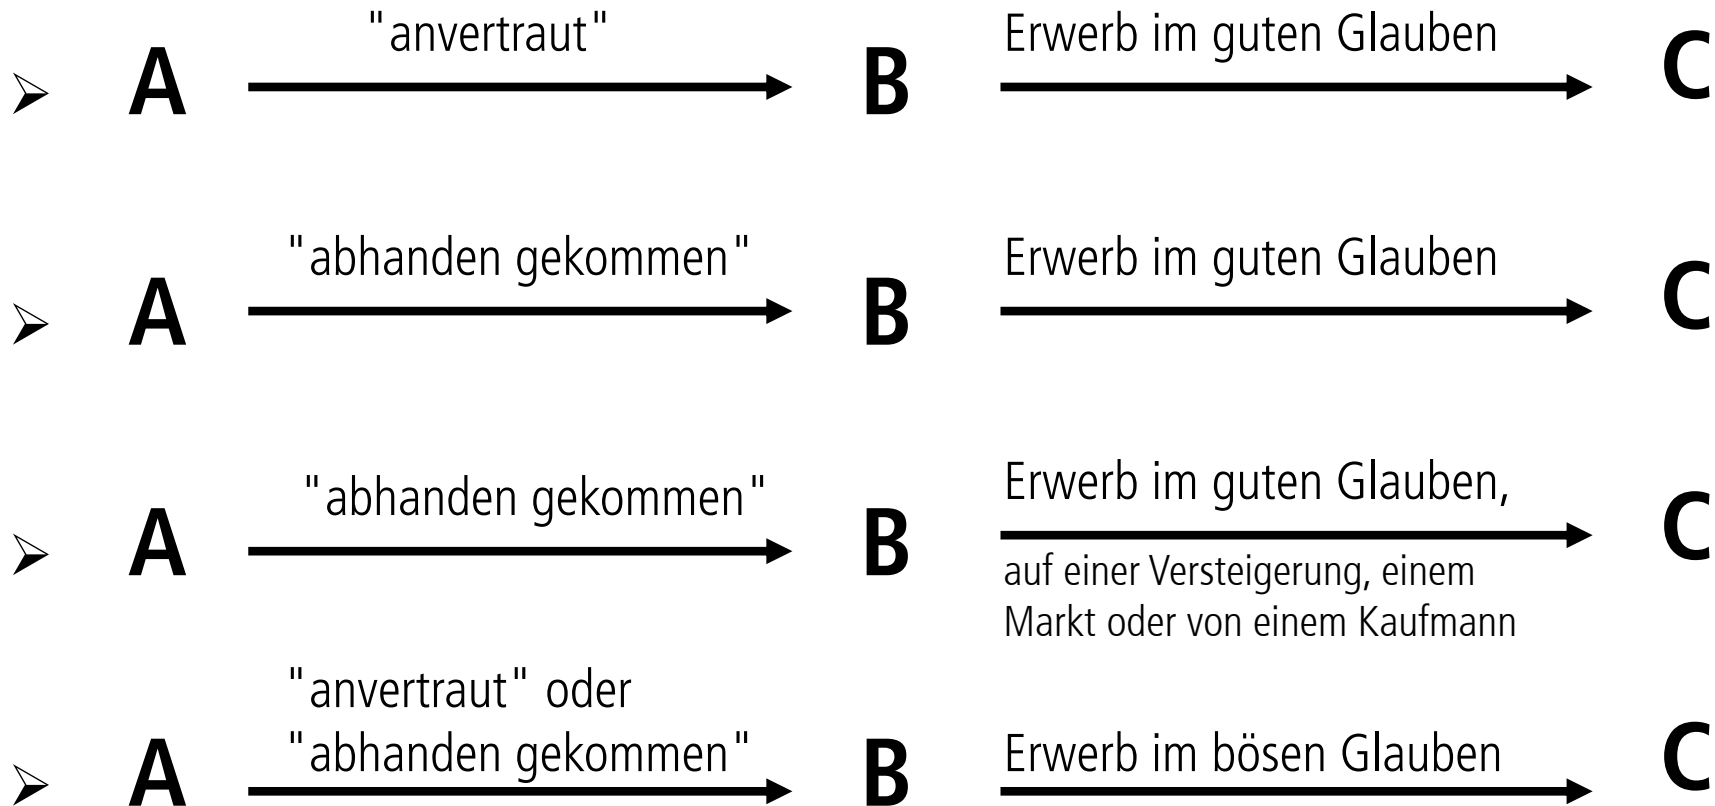 "anvertraut" Erwerb im guten Glauben
➢ A B C
"abhanden gekommen" Erwerb im guten Glauben
➢ A B C
"abhanden gekommen" Erwerb im guten Glauben,
➢ A B C
auf einer Versteigerung, einem
Markt oder von einem Kaufmann
"anvertraut" oder
"abhanden gekommen" Erwerb im bösen Glauben
➢ A B C